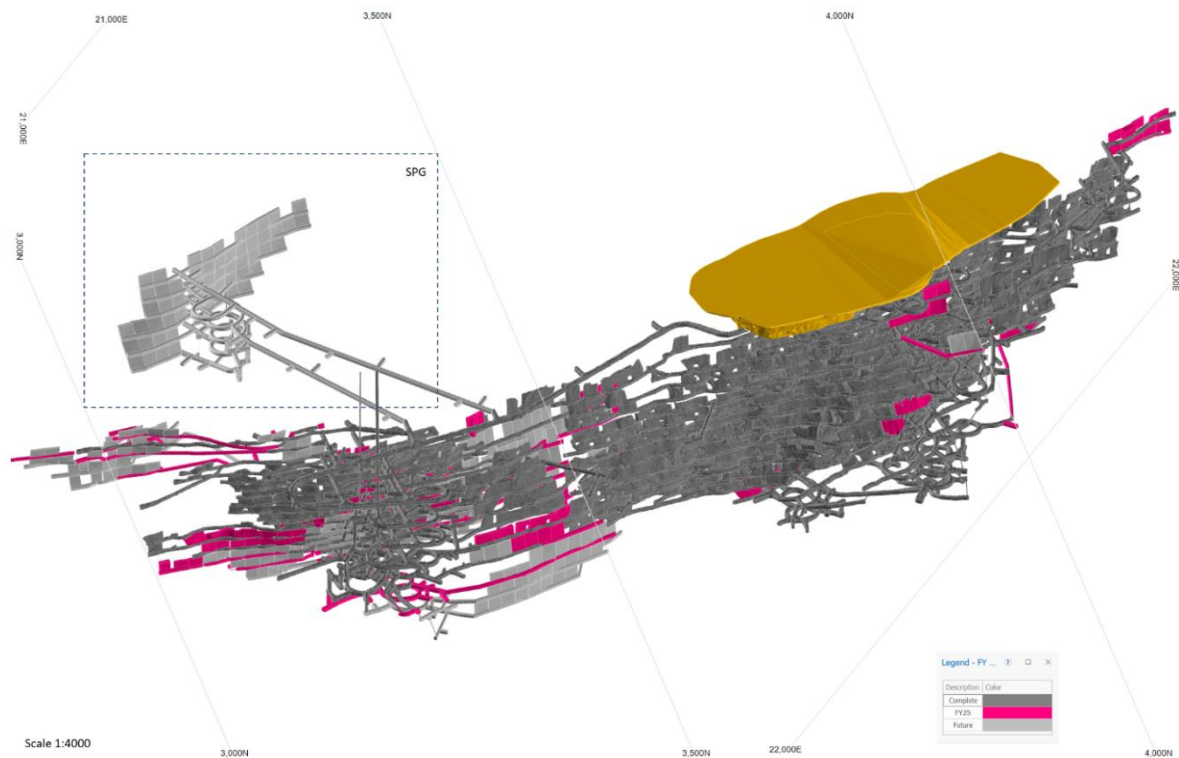 21,000E
3,500N
4,000N
21,000E
SPG
3,000N
22,000E
Legend - FY ...
Description Color
Complete
FY25
Future
Scale 1:4000
3,000N
3,500N
22,000E
4,000N